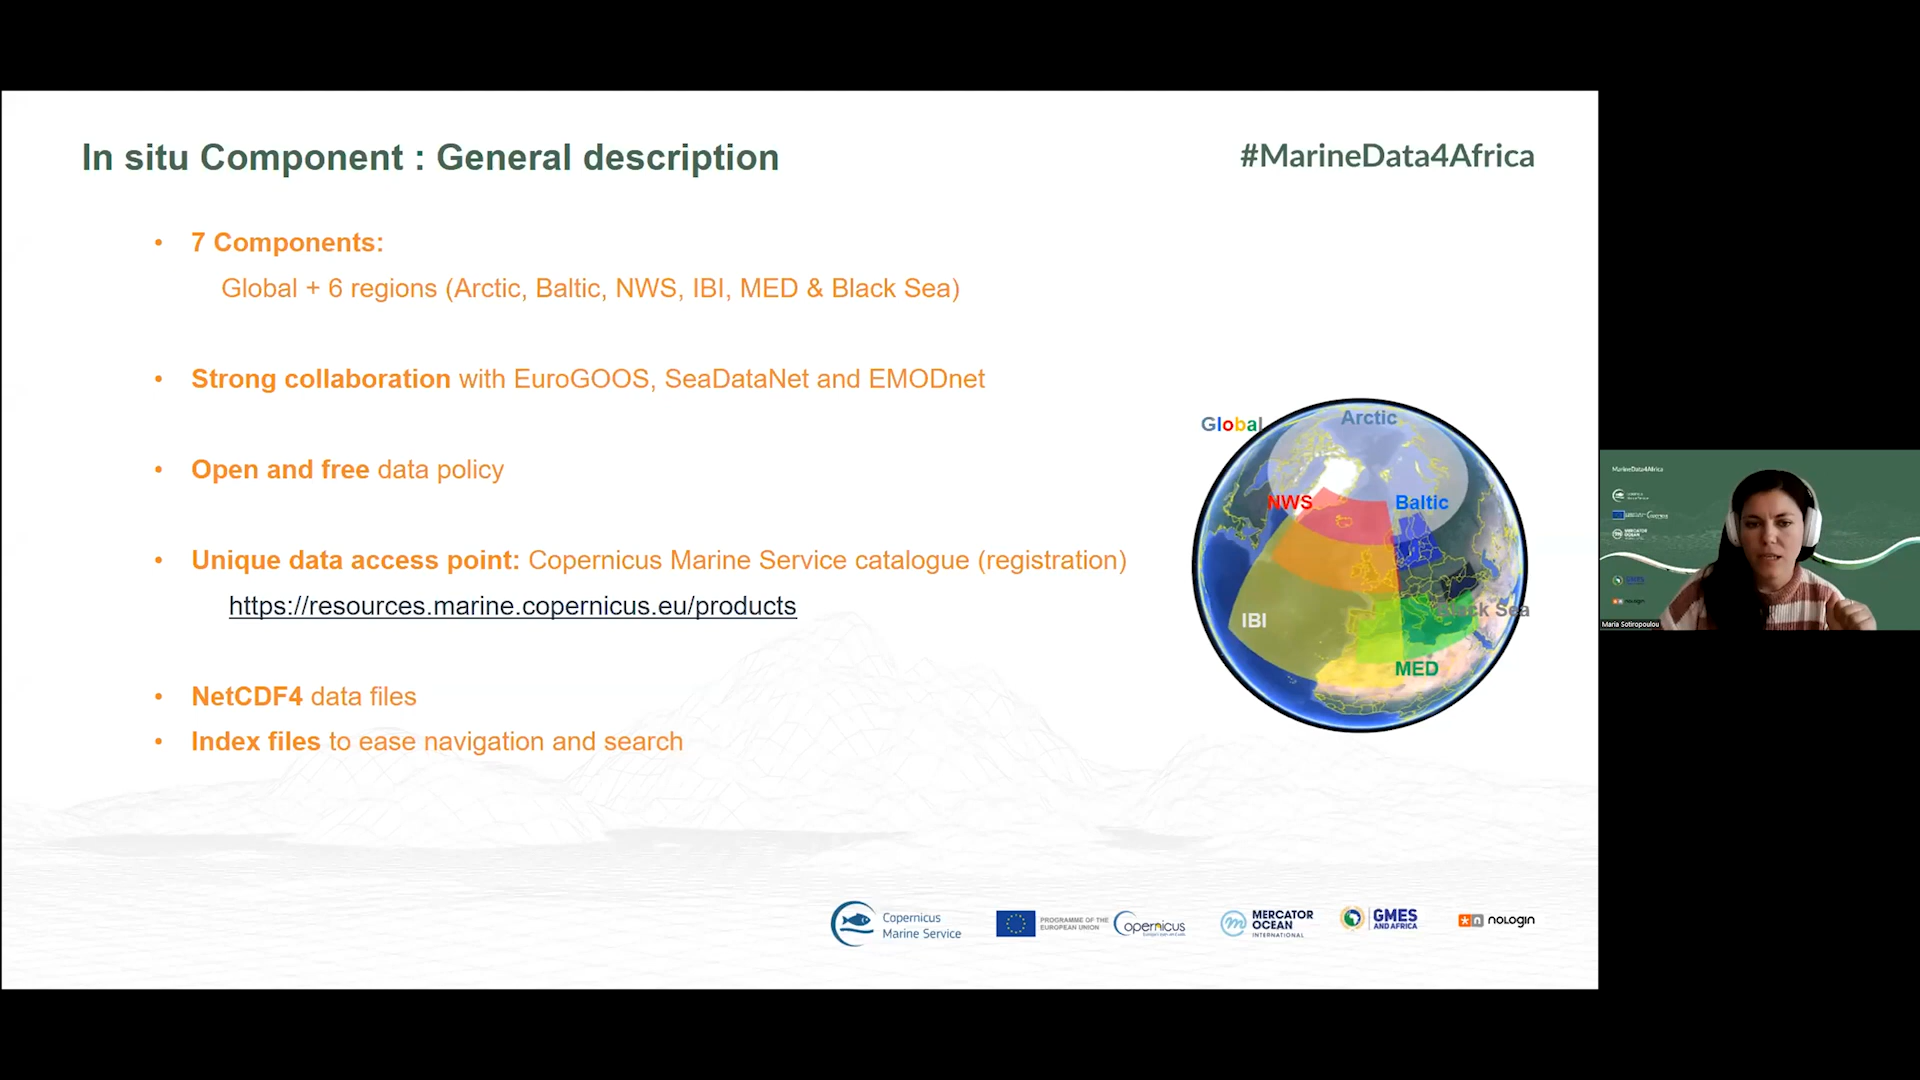 In situ Component : General description
#MarineData4Africa
• 7 Components:
Global + 6 regions (Arctic, Baltic, NWS, IBI, MED & Black Sea)
• Strong collaboration with EuroGOOS, SeaDataNet and EMODnet
• Open and free data policy
• Unique data access point: Copernicus Marine Service catalogue (registration)
https://resources.marine.copernicus.eu/products
• NetCDF4 data files
• Index files to ease navigation and search
Global
Arctic
NWS
Baltic
IBI
Black Sea
MED
Copernicus
Marine Service
PROGRAMME OF THE
EUROPEAN UNION
Copernicus
MERCATOR
OCEAN
INTERNATIONAL
GMES
AND AFRICA
nologin
MarineData4Africa
Maria Sotiropoulou